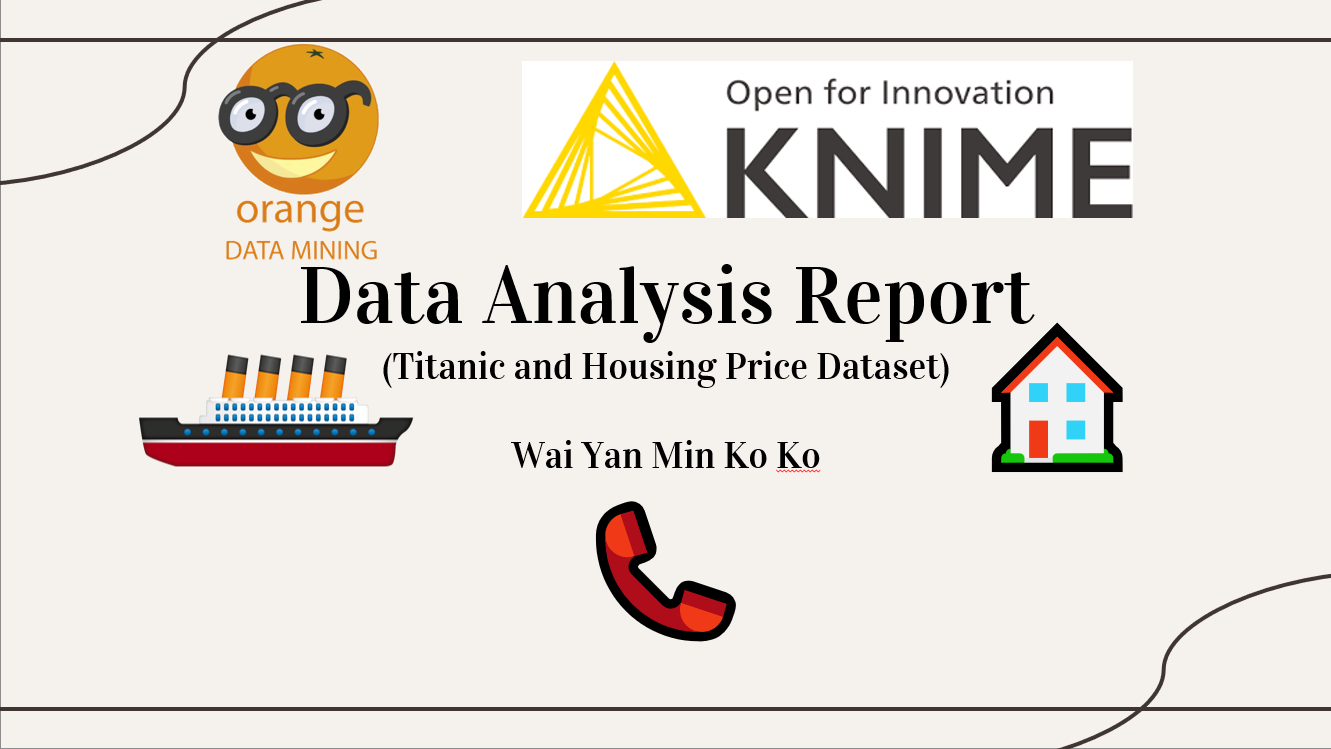 orange
DATA MINING
Open for Innovation
KNIME
Data Analysis Report
(Titanic and Housing Price Dataset)
Wai Yan Min Ko Ko